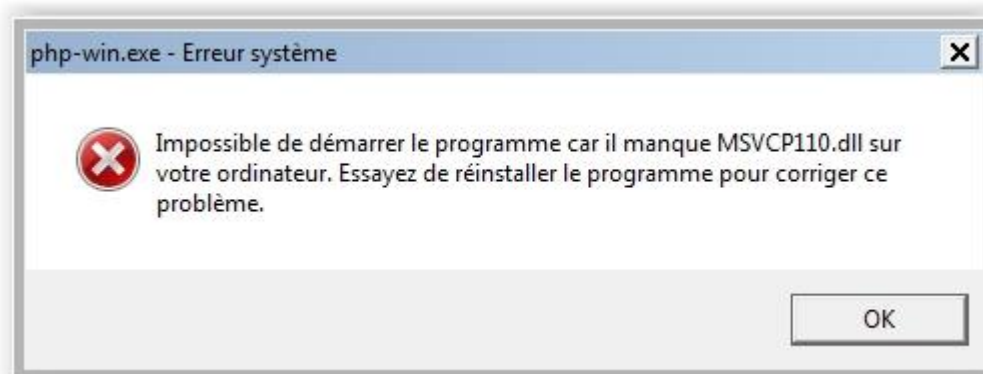 php-win.exe - Erreur système
Impossible de démarrer le programme car il manque MSVCP110.dll sur
votre ordinateur. Essayez de réinstaller le programme pour corriger ce
problème.
OK